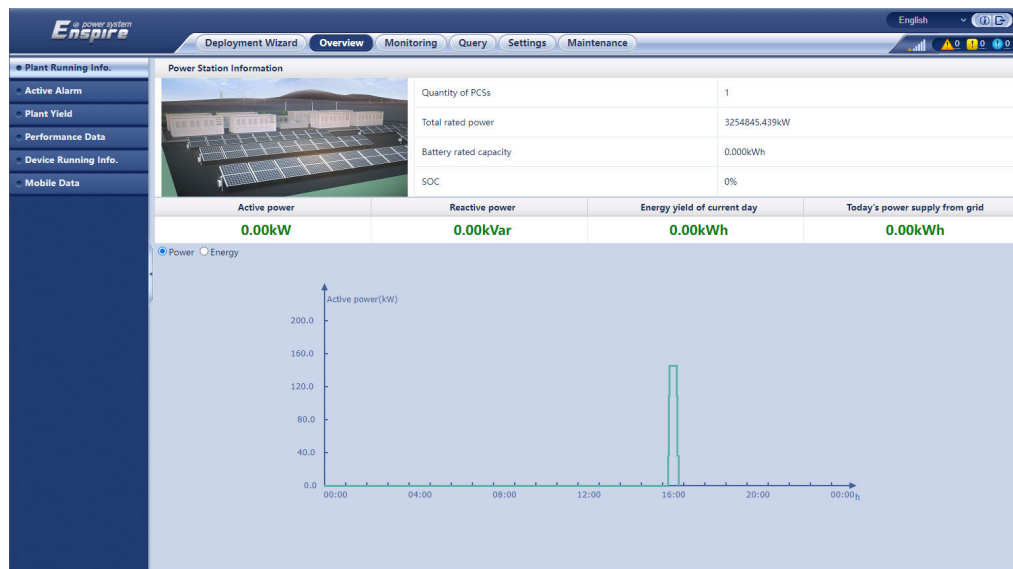 @ power system
Enspire
English
Deployment Wizard Overview Monitoring Query Settings Maintenance
0 0 0
Plant Running Info.
Active Alarm
Plant Yield
Performance Data
Device Running Info.
Mobile Data
Power Station Information
Quantity of PCSs 1
Total rated power 3254845.439kW
Battery rated capacity 0.000kWh
SOC 0%
Active power Reactive power Energy yield of current day Today's power supply from grid
0.00kW 0.00kVar 0.00kWh 0.00kWh
Power Energy
Active power(kW)
200.0
160.0
120.0
80.0
40.0
0.0
00:00 04:00 08:00 12:00 16:00 20:00 00:00 h